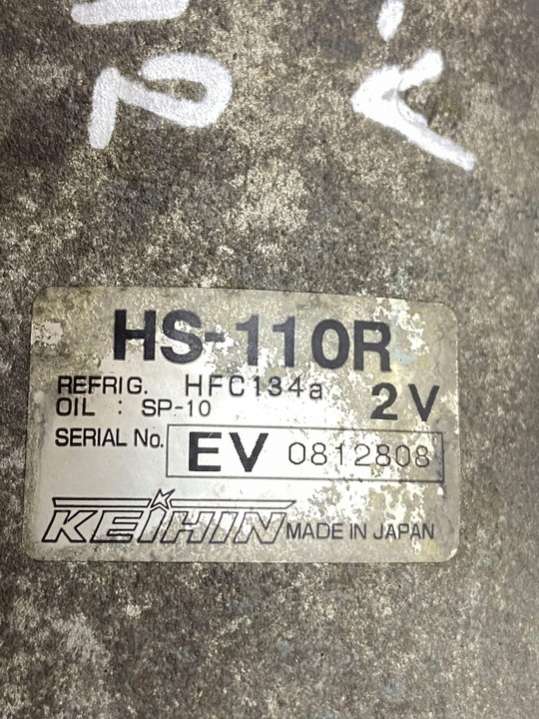 HS-110R
REFRIG. HFC134a
OIL : SP-10 2V
SERIAL No. EV 0812808
KEIHIN MADE IN JAPAN